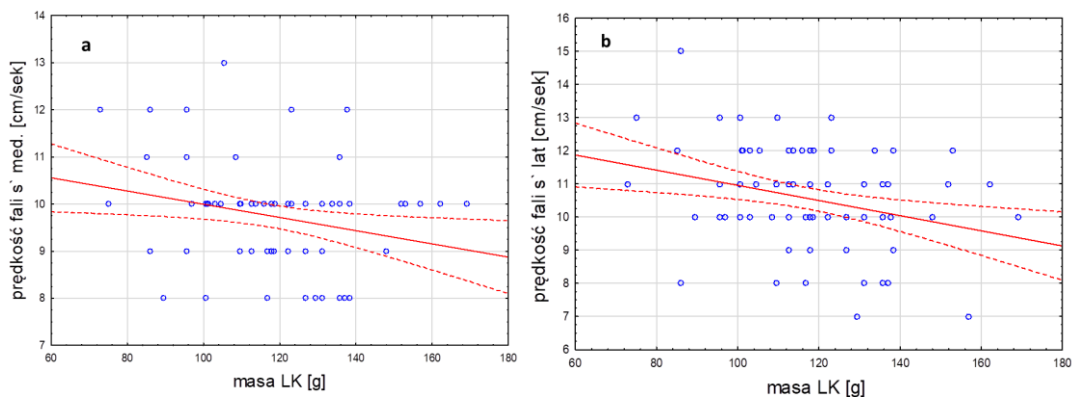 a
prędkość fali s` med. [cm/sek]
14
13
12
11
10
9
8
7
60 80 100 120 140 160 180
masa LK [g]
b
prędkość fali s` lat [cm/sek]
16
15
14
13
12
11
10
9
8
7
6
60 80 100 120 140 160 180
masa LK [g]